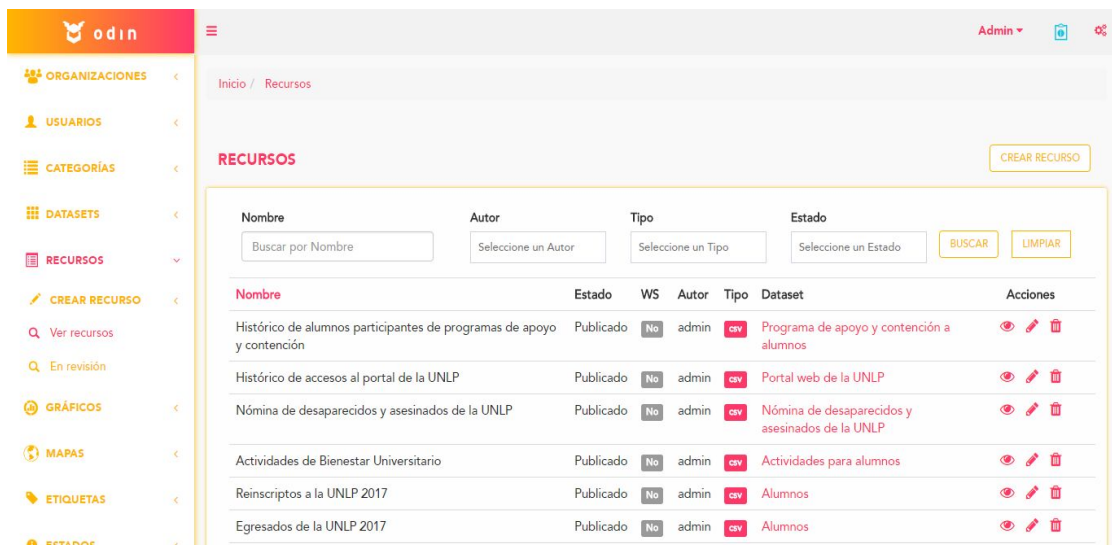 odin
Admin
ORGANIZACIONES
USUARIOS
CATEGORÍAS
DATASETS
RECURSOS
CREAR RECURSO
Ver recursos
En revisión
GRÁFICOS
MAPAS
ETIQUETAS
ESTADOS
Inicio / Recursos
RECURSOS
CREAR RECURSO
Nombre Autor Tipo Estado
Buscar por Nombre Seleccione un Autor Seleccione un Tipo Seleccione un Estado BUSCAR LIMPIAR
Nombre Estado WS Autor Tipo Dataset Acciones
Histórico de alumnos participantes de programas de apoyo Publicado No admin csv Programa de apoyo y contención a
y contención alumnos
Histórico de accesos al portal de la UNLP Publicado No admin csv Portal web de la UNLP
Nómina de desaparecidos y asesinados de la UNLP Publicado No admin csv Nómina de desaparecidos y
asesinados de la UNLP
Actividades de Bienestar Universitario Publicado No admin csv Actividades para alumnos
Reinscriptos a la UNLP 2017 Publicado No admin csv Alumnos
Egresados de la UNLP 2017 Publicado No admin csv Alumnos